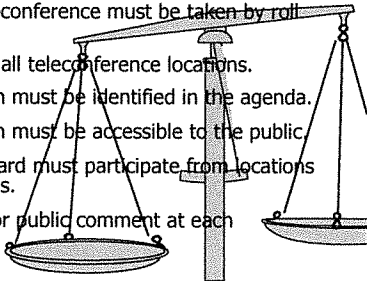 conference must be taken by roll
all teleconference locations.
n must be identified in the agenda.
n must be accessible to the public.
ard must participate from locations
s.
or public comment at each